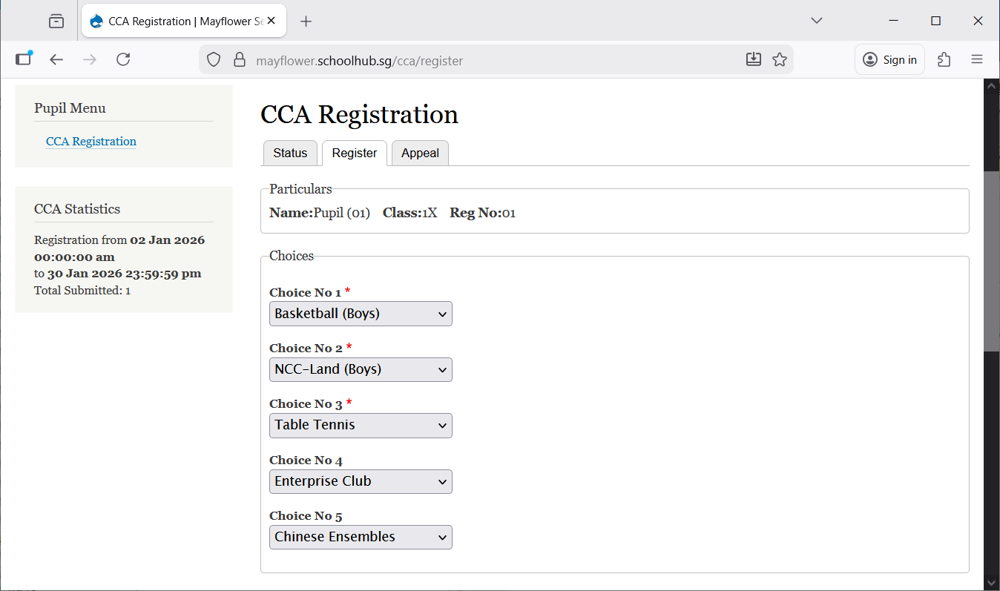 CCA Registration | Mayflower Se
mayflower.schoolhub.sg/cca/register
Sign in
Pupil Menu
CCA Registration
CCA Statistics
Registration from 02 Jan 2026
00:00:00 am
to 30 Jan 2026 23:59:59 pm
Total Submitted: 1
CCA Registration
Status
Register
Appeal
Particulars
Name:Pupil (01) Class:1X Reg No:01
Choices
Choice No 1 *
Basketball (Boys)
Choice No 2 *
NCC-Land (Boys)
Choice No 3 *
Table Tennis
Choice No 4
Enterprise Club
Choice No 5
Chinese Ensembles